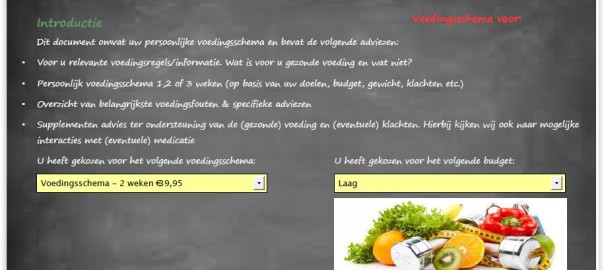 Introductie
Voedingsschema voor:
Dit document omvat uw persoonlijke voedingsschema en bevat de volgende adviezen:
• Voor u relevante voedingsregels/informatie. Wat is voor u gezonde voeding en wat niet?
• Persoonlijk voedingsschema 1,2 of 3 weken (op basis van uw doelen, budget, gewicht, klachten etc.)
• Overzicht van belangrijkste voedingsfouten & specifieke adviezen
• Supplementen advies ter ondersteuning van de (gezonde) voeding en (eventuele) klachten. Hierbij kijken wij ook naar mogelijke
interacties met (eventuele) medicatie
U heeft gekozen voor het volgende voedingsschema:
U heeft gekozen voor het volgende budget:
Voedingsschema - 2 weken €39,95
Laag